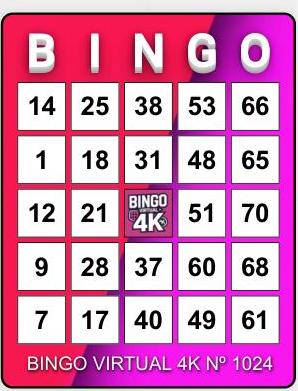 B I N G O
14 25 38 53 66
1 18 31 48 65
12 21 BINGO VIRTUAL 4K 51 70
9 28 37 60 68
7 17 40 49 61
BINGO VIRTUAL 4K Nº 1024